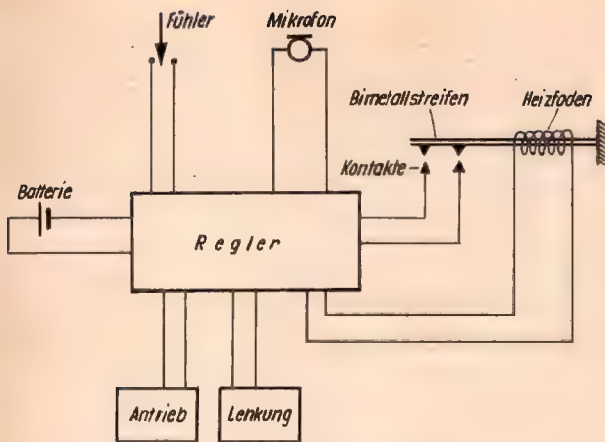 Fühler
Mikrofon
Bimetallstreifen
Heizfaden
Kontakte
Batterie
Regler
Antrieb
Lenkung